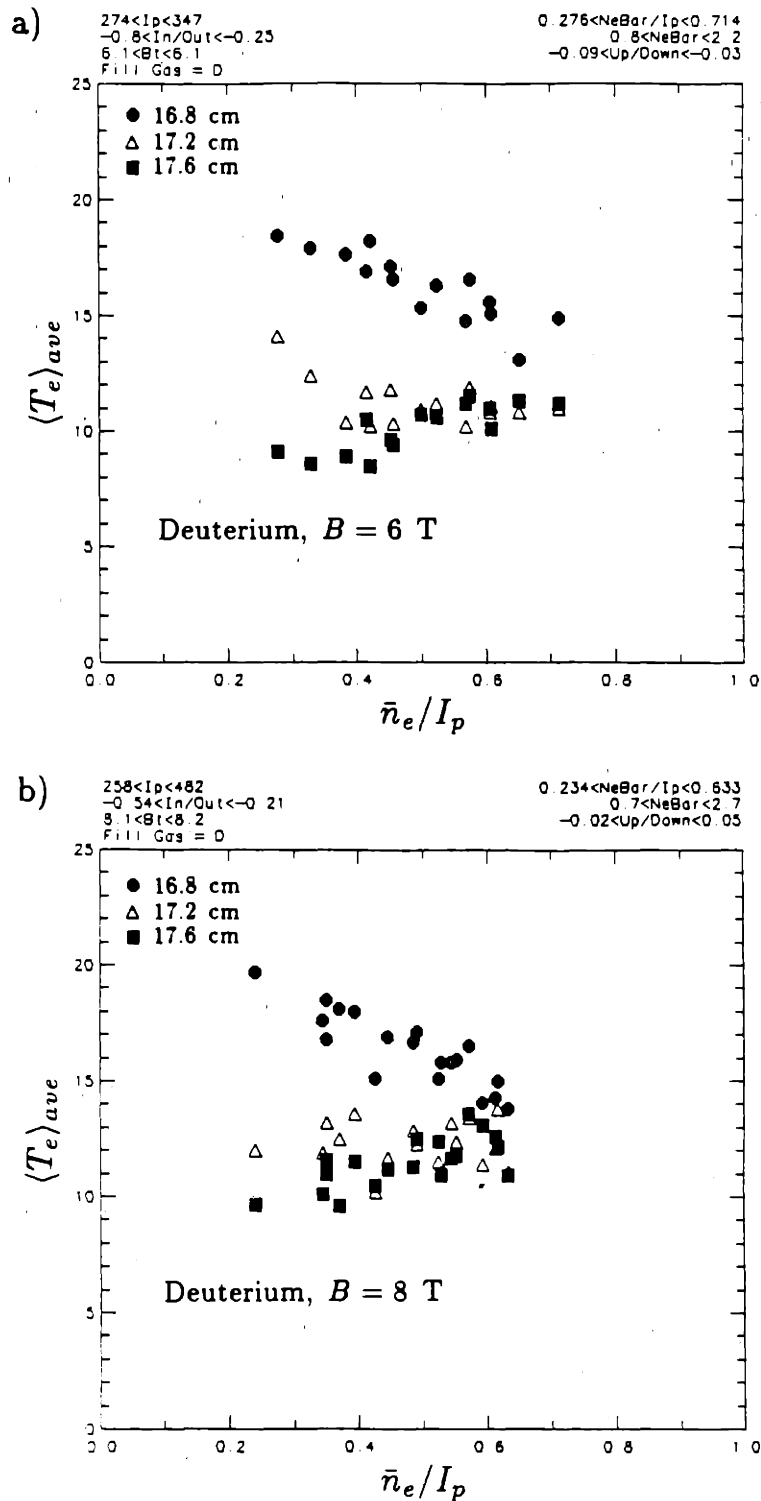 a)
274<Ip<347
-0.8<In/Out<-0.25
6.1<Bt<6.1
Fill Gas = D
0.276<NeBar/Ip<0.714
0.8<NeBar<2.2
-0.09<Up/Down<-0.03
25
20
15
10
5
0
● 16.8 cm
△ 17.2 cm
■ 17.6 cm
⟨T_e⟩_ave
Deuterium, B = 6 T
0.0 0.2 0.4 0.6 0.8 1.0
n̄_e/I_p
b)
258<Ip<482
-0.54<In/Out<-0.21
8.1<Bt<8.2
Fill Gas = D
0.234<NeBar/Ip<0.633
0.7<NeBar<2.7
-0.02<Up/Down<0.05
25
20
15
10
5
0
● 16.8 cm
△ 17.2 cm
■ 17.6 cm
⟨T_e⟩_ave
Deuterium, B = 8 T
0.0 0.2 0.4 0.6 0.8 1.0
n̄_e/I_p